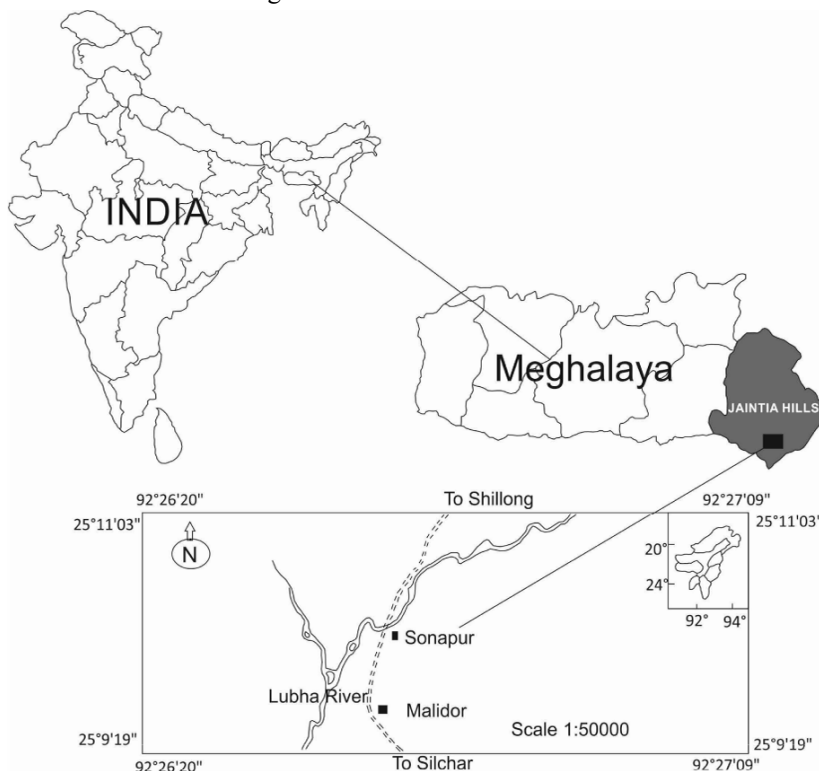 INDIA
Meghalaya
JAINTIA HILLS
92°26'20" To Shillong 92°27'09"
25°11'03" 25°11'03"
N
20°
24°
92° 94°
Sonapur
Lubha River
Malidor
Scale 1:50000
25°9'19" 25°9'19"
92°26'20" To Silchar 92°27'09"